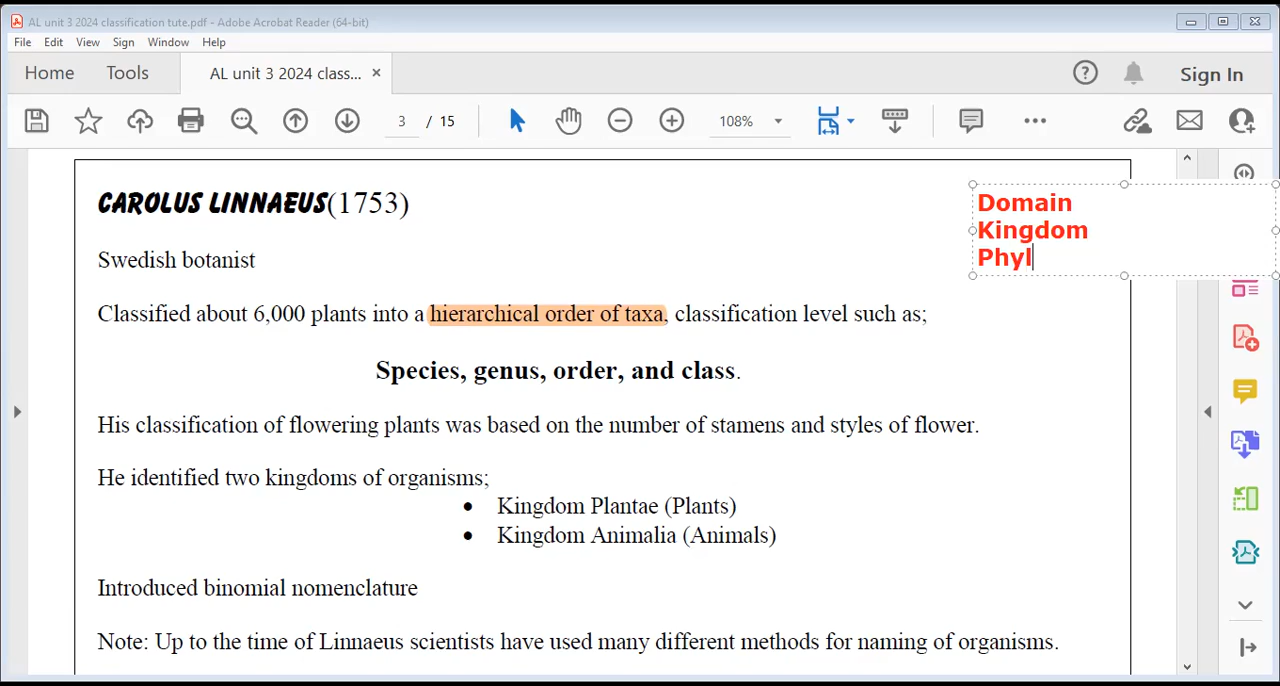 AL unit 3 2024 classification tute.pdf - Adobe Acrobat Reader (64-bit)
File Edit View Sign Window Help
Home Tools AL unit 3 2024 class... × Sign In
3 / 15 108%
CAROLUS LINNAEUS(1753)
Domain
Kingdom
Phyl
Swedish botanist
Classified about 6,000 plants into a hierarchical order of taxa, classification level such as;
Species, genus, order, and class.
His classification of flowering plants was based on the number of stamens and styles of flower.
He identified two kingdoms of organisms;
• Kingdom Plantae (Plants)
• Kingdom Animalia (Animals)
Introduced binomial nomenclature
Note: Up to the time of Linnaeus scientists have used many different methods for naming of organisms.